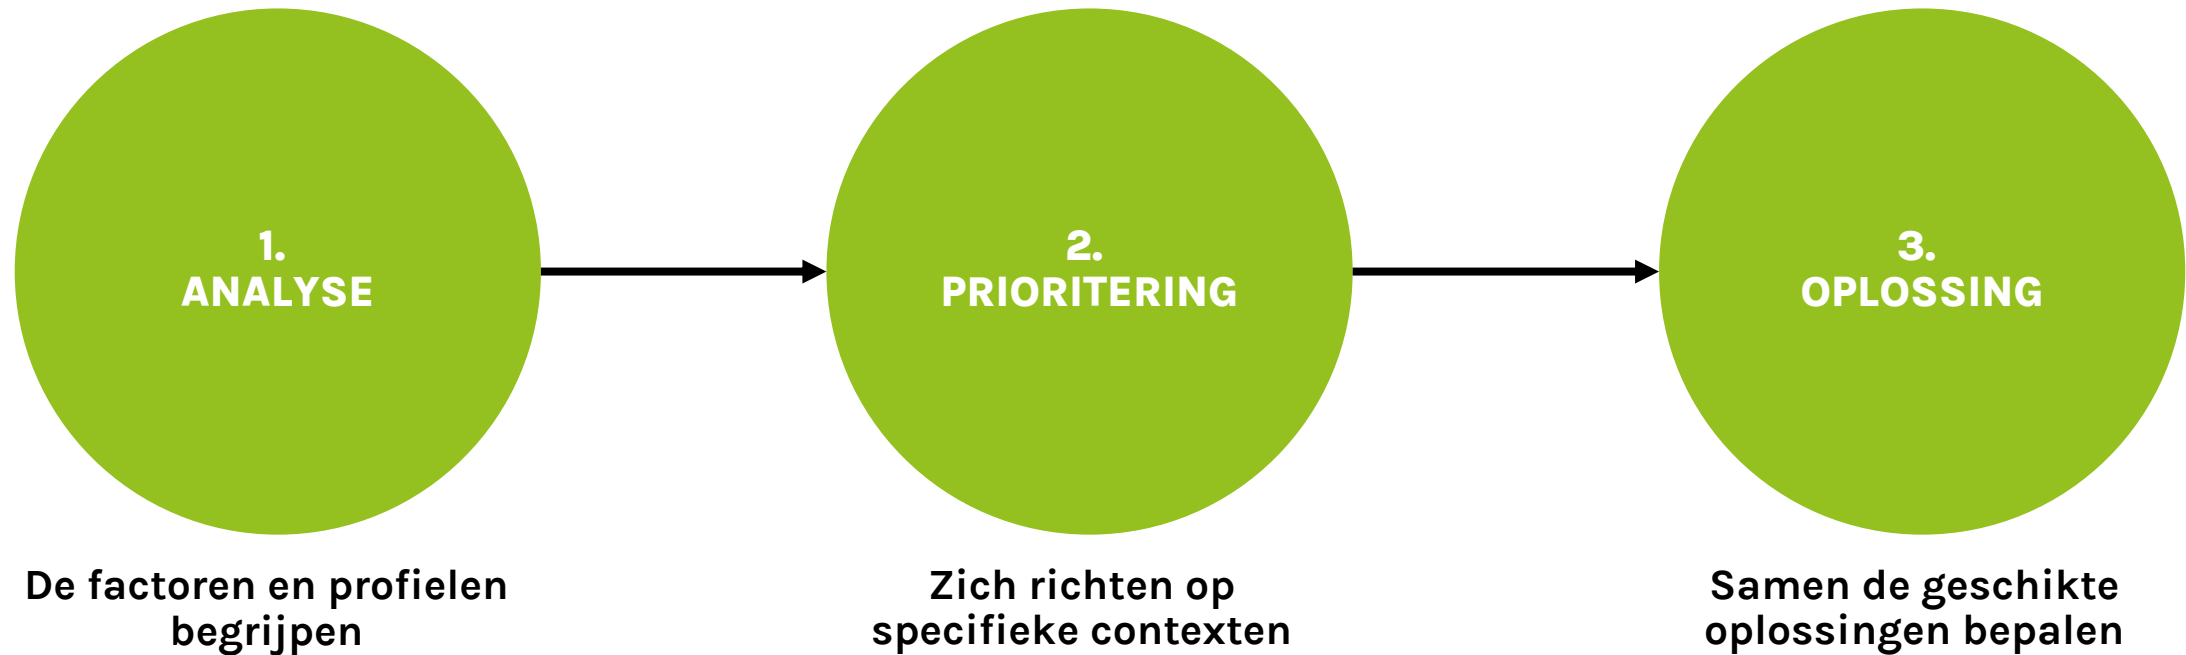 1.
ANALYSE
De factoren en profielen
begrijpen
2.
PRIORITERING
Zich richten op
specifieke contexten
3.
OPLOSSING
Samen de geschikte
oplossingen bepalen